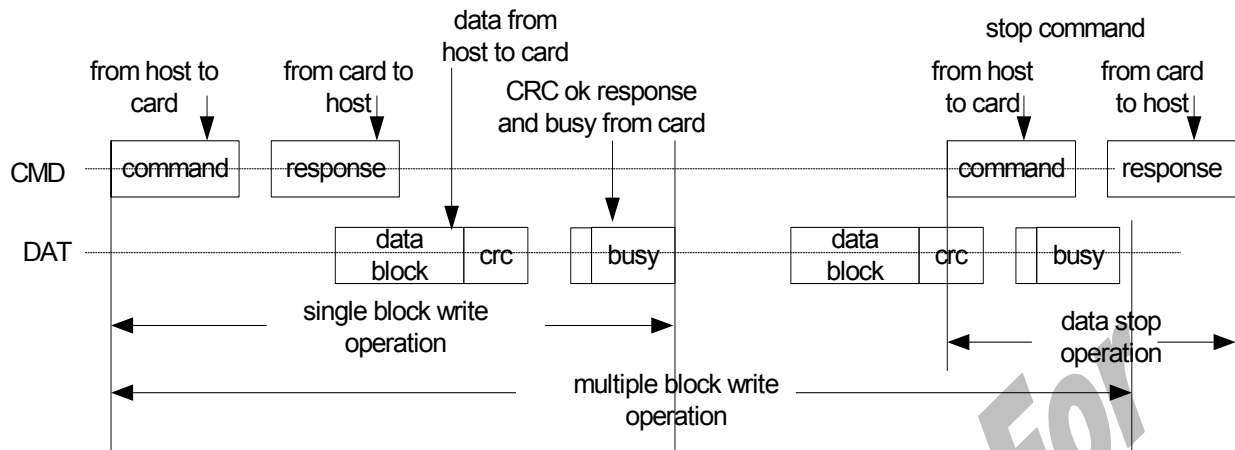 data from
host to card
stop command
from host to
card
from card to
host
CRC ok response
and busy from card
from host
to card
from card
to host
CMD
command
response
command
response
DAT
data
block
crc
busy
data
block
crc
busy
single block write
operation
data stop
operation
multiple block write
operation
For